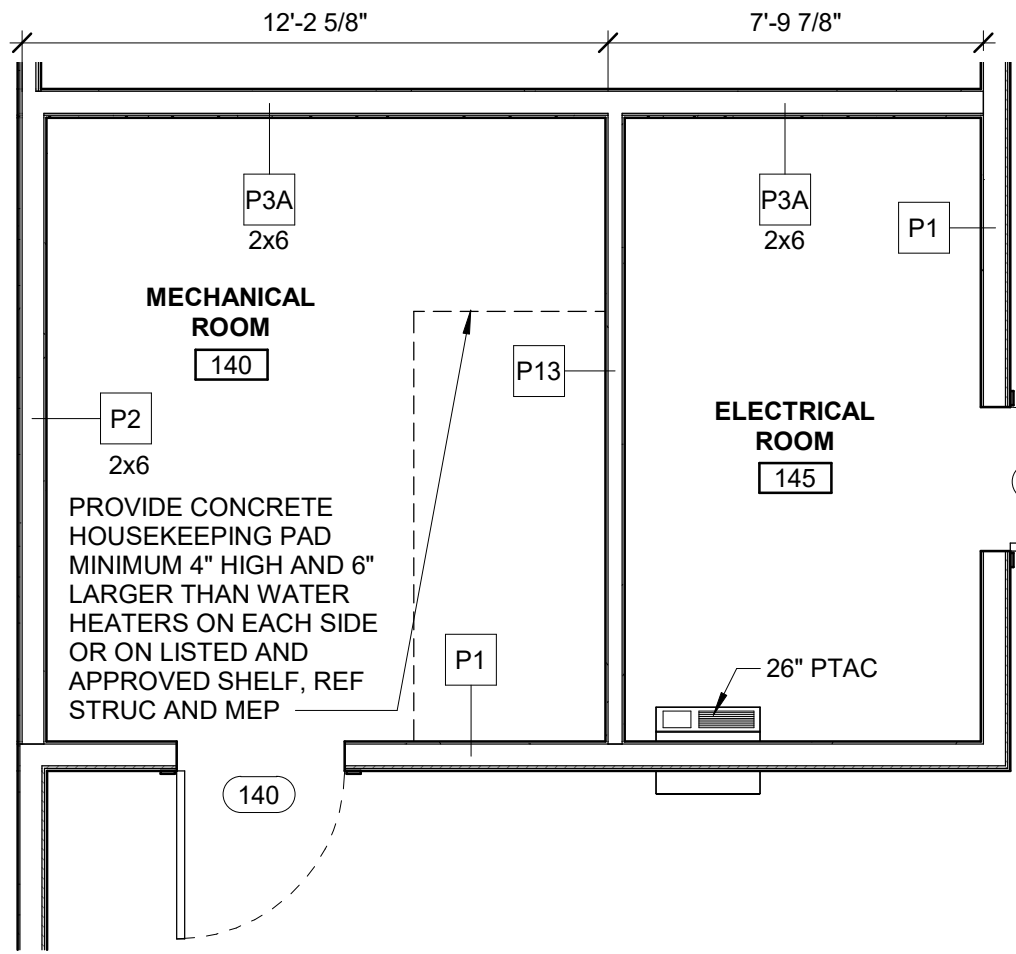 12'-2 5/8"
7'-9 7/8"
P3A
2x6
P3A
2x6
P1
MECHANICAL
ROOM
140
P13
P2
2x6
ELECTRICAL
ROOM
145
PROVIDE CONCRETE
HOUSEKEEPING PAD
MINIMUM 4" HIGH AND 6"
LARGER THAN WATER
HEATERS ON EACH SIDE
OR ON LISTED AND
APPROVED SHELF, REF
STRUC AND MEP
P1
26" PTAC
140